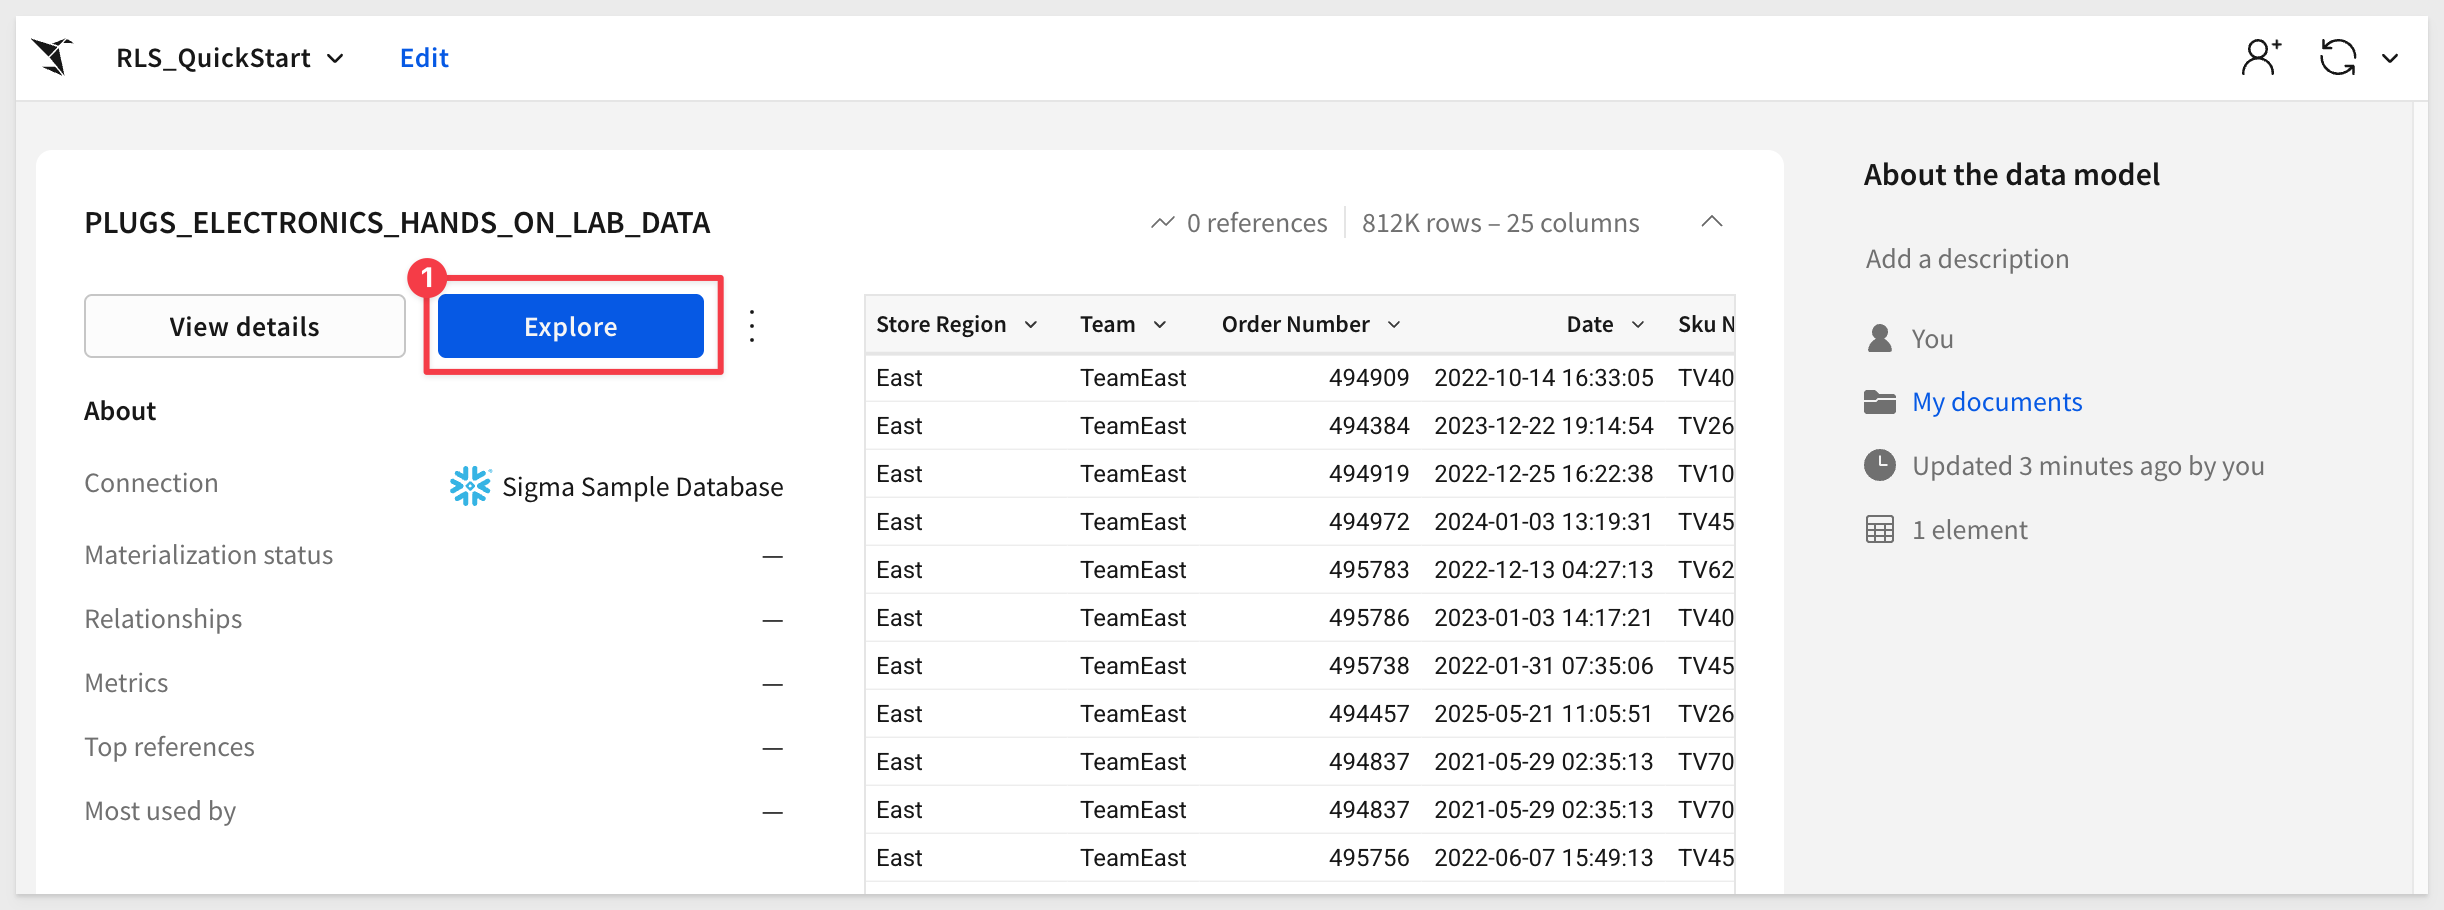 RLS_QuickStart Edit
PLUGS_ELECTRONICS_HANDS_ON_LAB_DATA
0 references 812K rows – 25 columns
1
View details Explore
About
Connection Sigma Sample Database
Materialization status —
Relationships —
Metrics —
Top references —
Most used by —
Store Region Team Order Number Date Sku N
East TeamEast 494909 2022-10-14 16:33:05 TV40
East TeamEast 494384 2023-12-22 19:14:54 TV26
East TeamEast 494919 2022-12-25 16:22:38 TV10
East TeamEast 494972 2024-01-03 13:19:31 TV45
East TeamEast 495783 2022-12-13 04:27:13 TV62
East TeamEast 495786 2023-01-03 14:17:21 TV40
East TeamEast 495738 2022-01-31 07:35:06 TV45
East TeamEast 494457 2025-05-21 11:05:51 TV26
East TeamEast 494837 2021-05-29 02:35:13 TV70
East TeamEast 494837 2021-05-29 02:35:13 TV70
East TeamEast 495756 2022-06-07 15:49:13 TV45
About the data model
Add a description
You
My documents
Updated 3 minutes ago by you
1 element